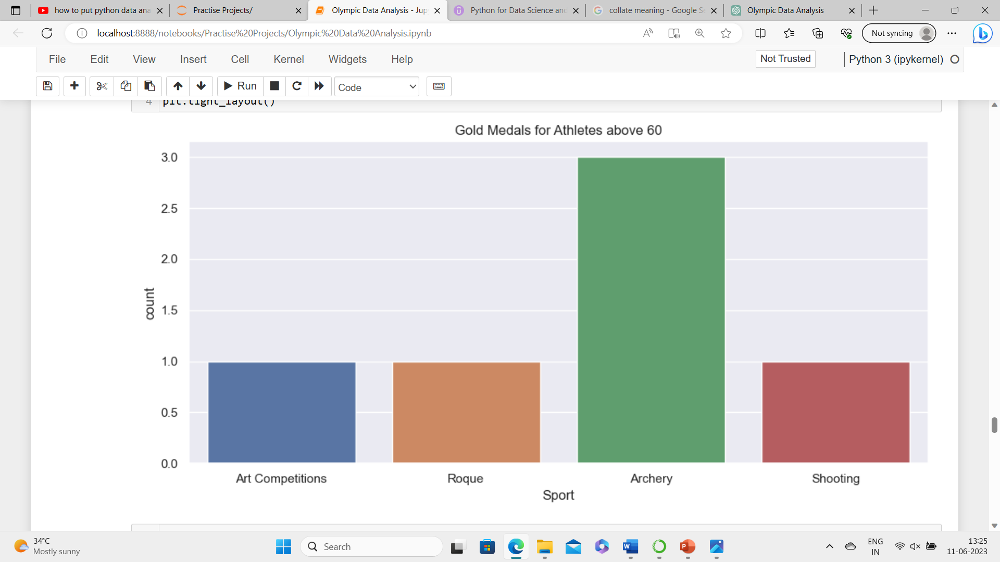 how to put python data ana
Practise Projects/
Olympic Data Analysis - Jup
Python for Data Science and
collate meaning - Google Se
Olympic Data Analysis
localhost:8888/notebooks/Practise%20Projects/Olympic%20Data%20Analysis.ipynb
Not syncing
File Edit View Insert Cell Kernel Widgets Help
Not Trusted
Python 3 (ipykernel)
Run
Code
4 plt.tight_layout()
Gold Medals for Athletes above 60
3.0
2.5
2.0
1.5
1.0
0.5
0.0
count
Art Competitions Roque Archery Shooting
Sport
34°C
Mostly sunny
Search
ENG
IN
13:25
11-06-2023